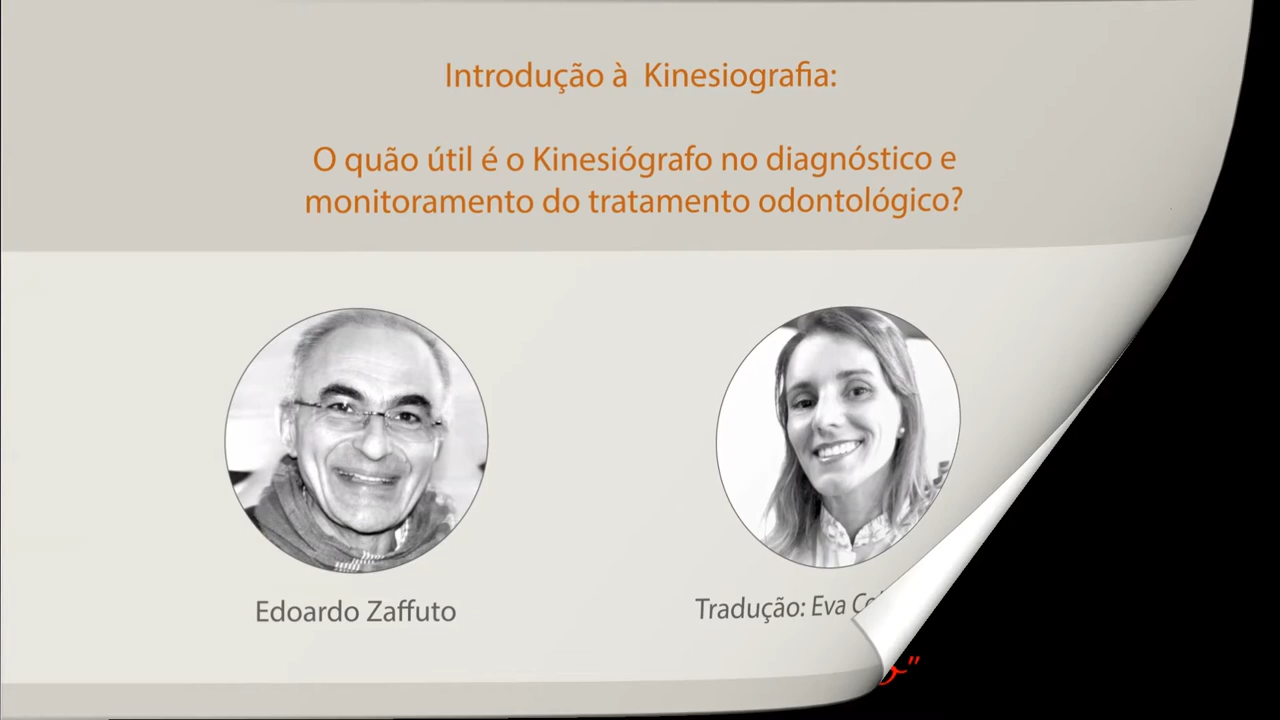 Introdução à Kinesiografia:
O quão útil é o Kinesiógrafo no diagnóstico e
monitoramento do tratamento odontológico?
Edoardo Zaffuto
Tradução: Eva